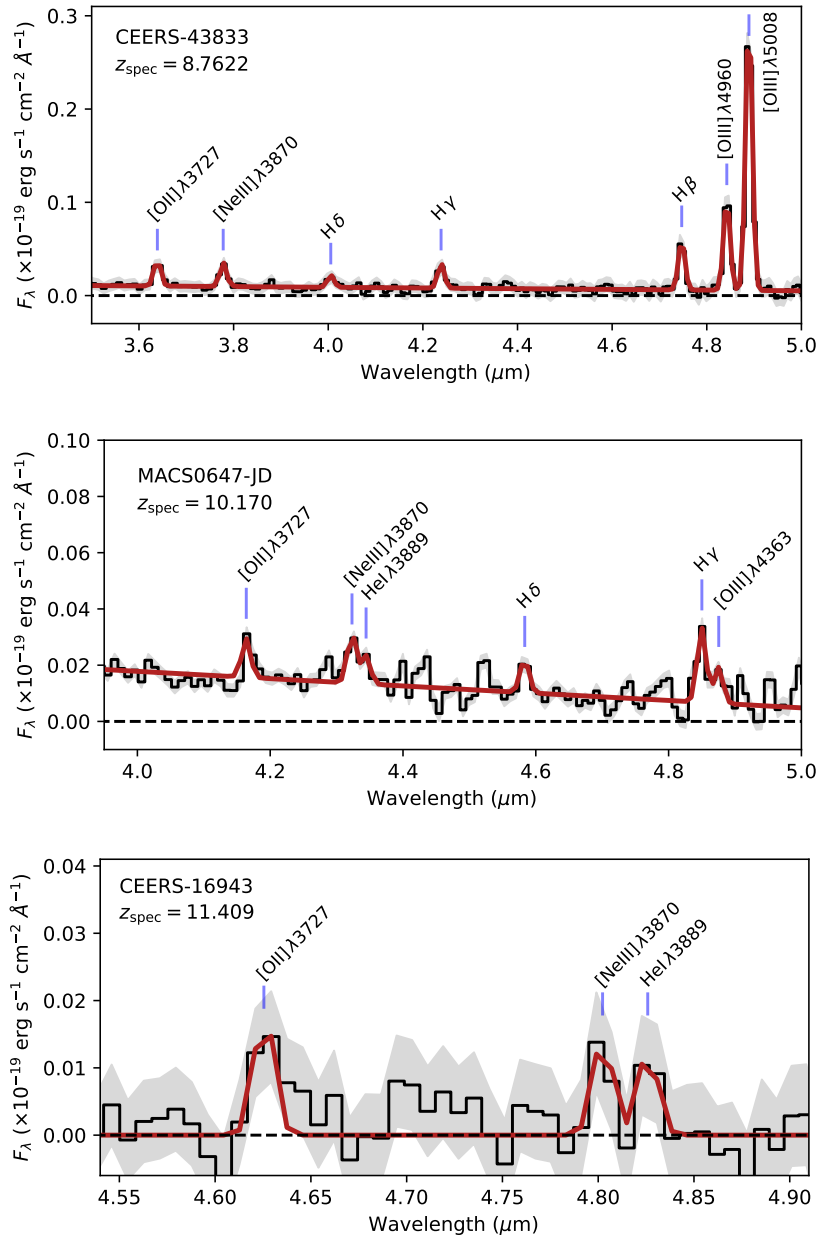 CEERS-43833
z_spec = 8.7622
[OII]λ3727
[NeIII]λ3870
Hδ
Hγ
Hβ
[OIII]λ4960
[OIII]λ5008
0.3
0.2
0.1
0.0
F_λ (×10⁻¹⁹ erg s⁻¹ cm⁻² Å⁻¹)
3.6 3.8 4.0 4.2 4.4 4.6 4.8 5.0
Wavelength (μm)
MACS0647-JD
z_spec = 10.170
[OII]λ3727
[NeIII]λ3870
HeIλ3889
Hδ
Hγ
[OIII]λ4363
0.10
0.08
0.06
0.04
0.02
0.00
F_λ (×10⁻¹⁹ erg s⁻¹ cm⁻² Å⁻¹)
4.0 4.2 4.4 4.6 4.8 5.0
Wavelength (μm)
CEERS-16943
z_spec = 11.409
[OII]λ3727
[NeIII]λ3870
HeIλ3889
0.04
0.03
0.02
0.01
0.00
F_λ (×10⁻¹⁹ erg s⁻¹ cm⁻² Å⁻¹)
4.55 4.60 4.65 4.70 4.75 4.80 4.85 4.90
Wavelength (μm)